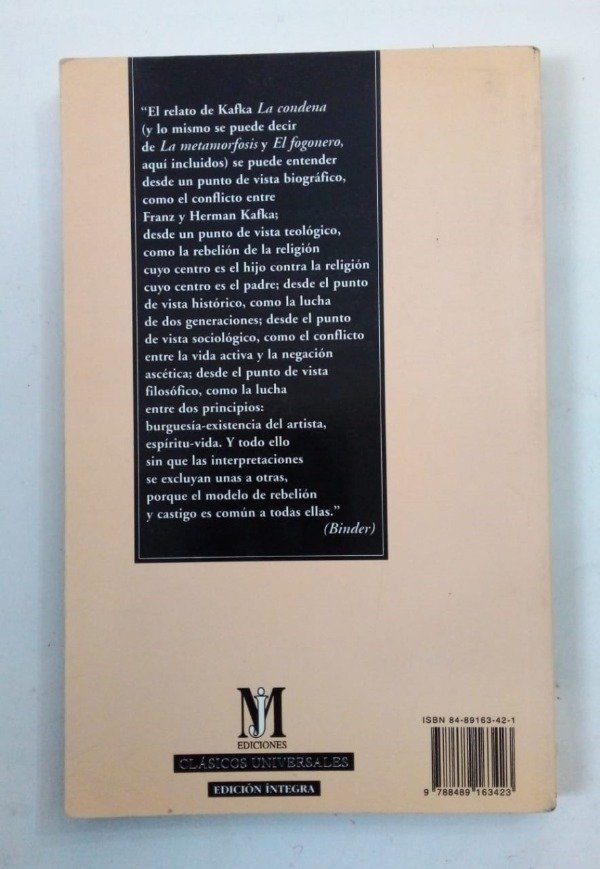 “El relato de Kafka La condena
(y lo mismo se puede decir
de La metamorfosis y El fogonero,
aquí incluidos) se puede entender
desde un punto de vista biográfico,
como el conflicto entre
Franz y Herman Kafka;
desde un punto de vista teológico,
como la rebelión de la religión
cuyo centro es el hijo contra la religión
cuyo centro es el padre; desde el punto
de vista histórico, como la lucha
de dos generaciones; desde el punto
de vista sociológico, como el conflicto
entre la vida activa y la negación
ascética; desde el punto de vista
filosófico, como la lucha
entre dos principios:
burguesía-existencia del artista,
espíritu-vida. Y todo ello
sin que las interpretaciones
se excluyan unas a otras,
porque el modelo de rebelión
y castigo es común a todas ellas.”
(Binder)
MJ
EDICIONES
CLÁSICOS UNIVERSALES
EDICIÓN ÍNTEGRA
ISBN 84-89163-42-1
9 788489 163423